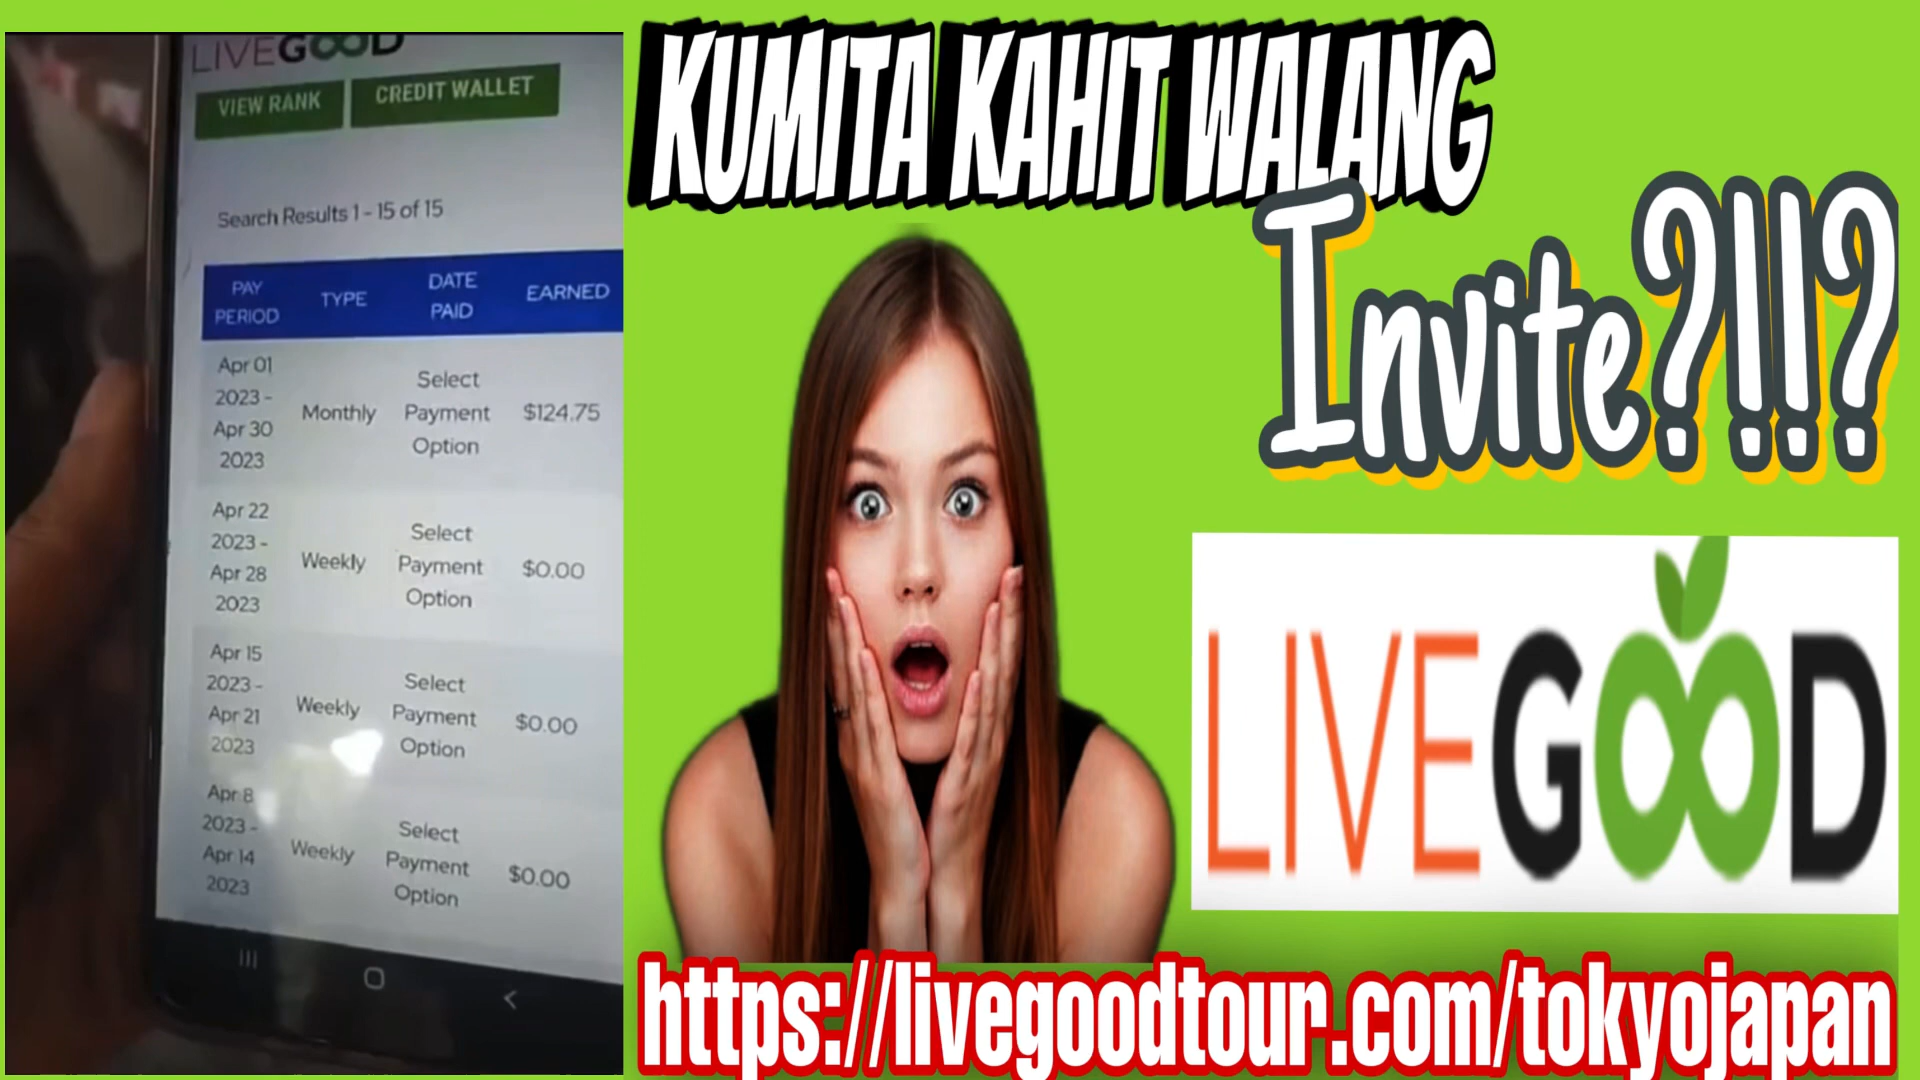 LIVEGOOD
VIEW RANK
CREDIT WALLET
Search Results 1 - 15 of 15
PAY PERIOD TYPE DATE PAID EARNED
Apr 01 2023 - Apr 30 2023 Monthly Select Payment Option $124.75
Apr 22 2023 - Apr 28 2023 Weekly Select Payment Option $0.00
Apr 15 2023 - Apr 21 2023 Weekly Select Payment Option $0.00
Apr 8 2023 - Apr 14 2023 Weekly Select Payment Option $0.00
KUMITA KAHIT WALANG
Invite?!!?
LIVEGOOD
https://livegoodtour.com/tokyojapan